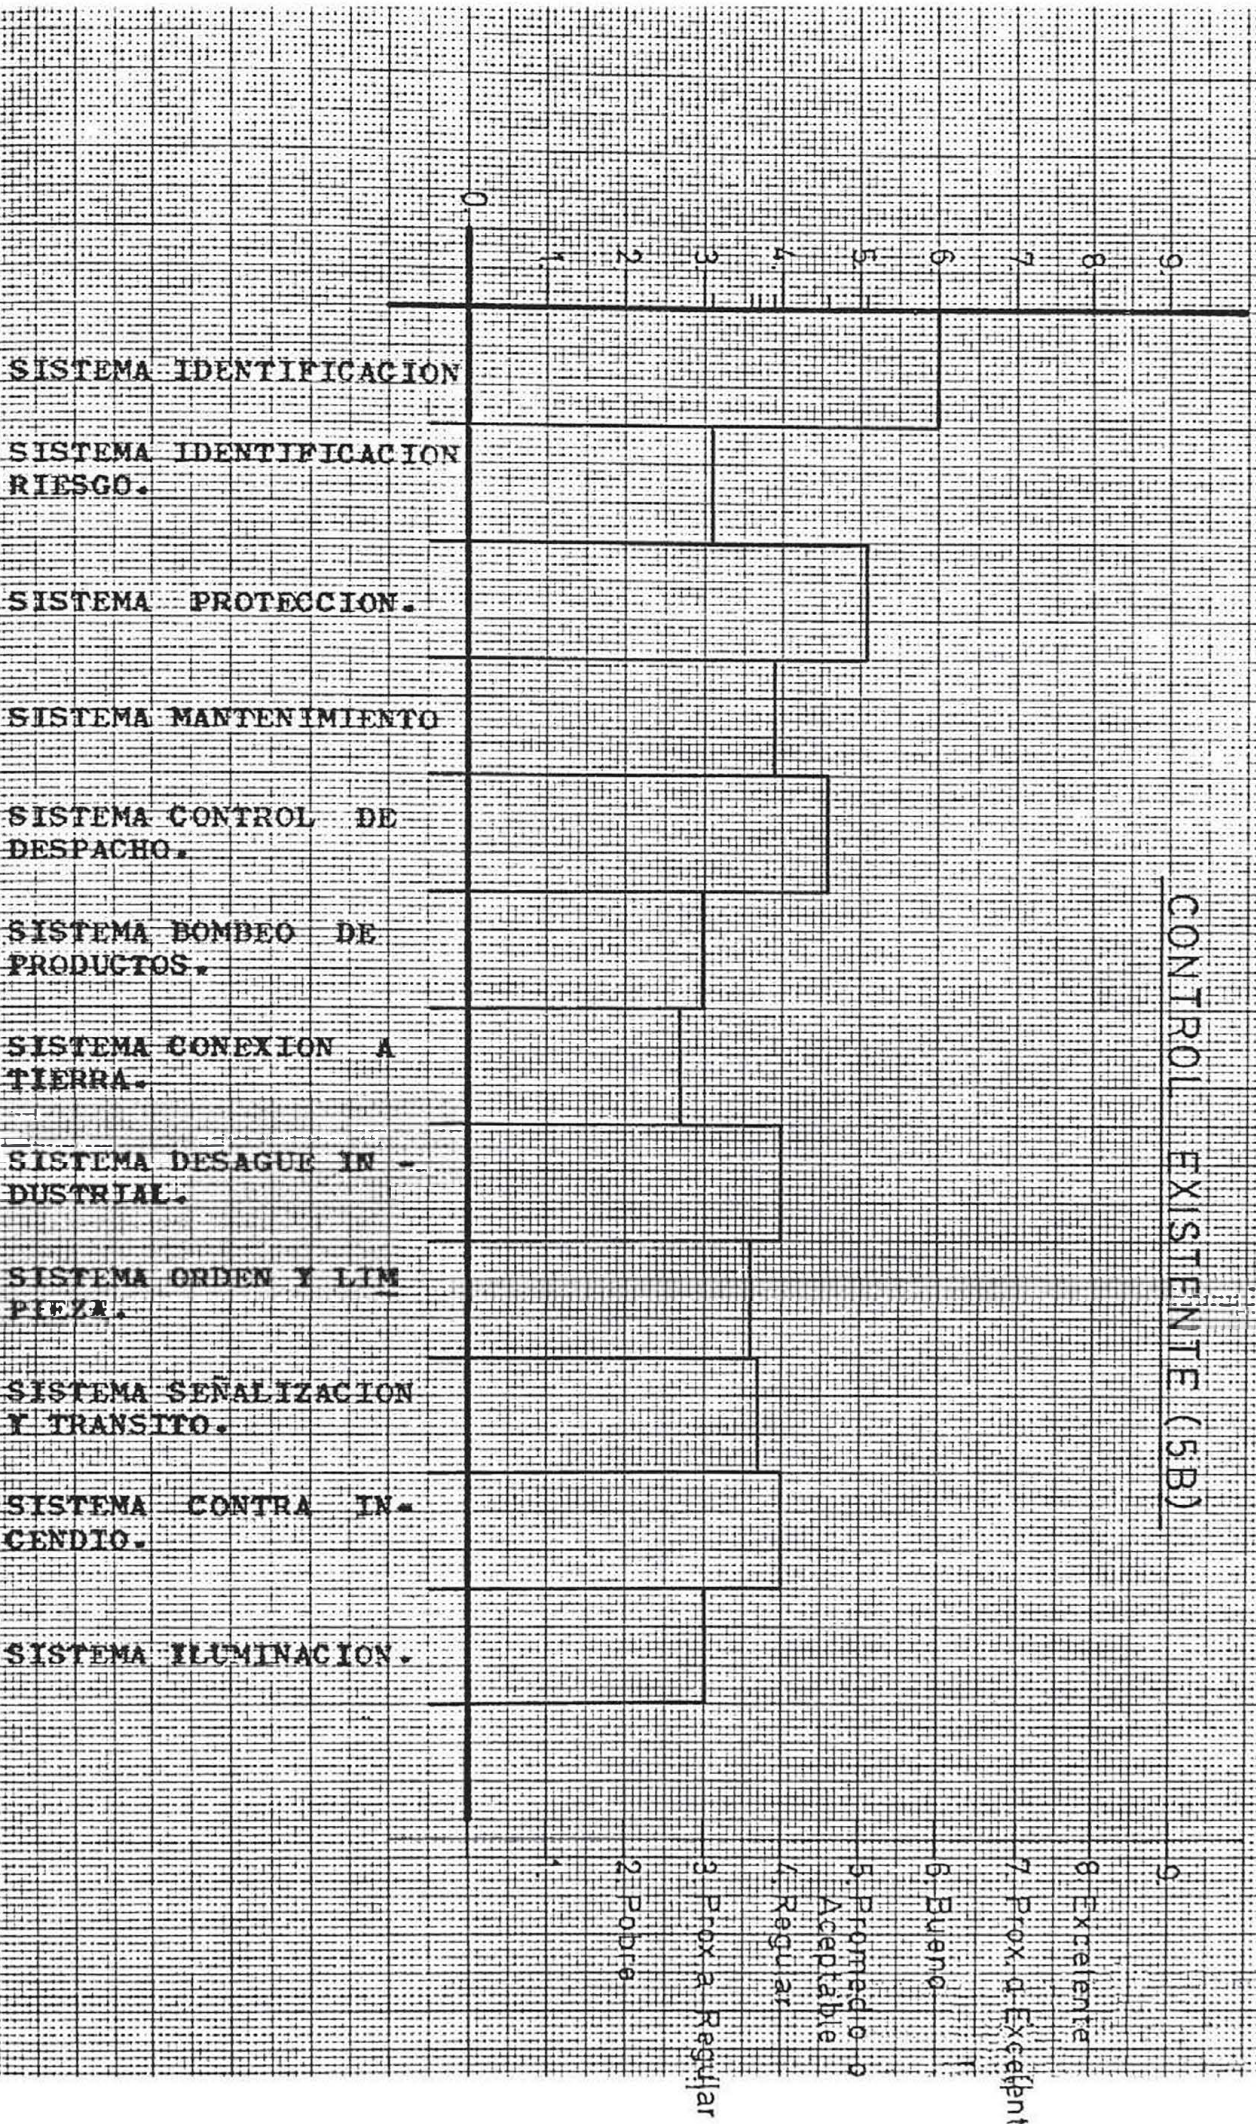 CONTROL EXISTENTE (5B)
0.
1.
2.
3.
4.
5.
6.
7.
8.
9.
SISTEMA IDENTIFICACION
SISTEMA IDENTIFICACION
RIESGO.
SISTEMA PROTECCION.
SISTEMA MANTENIMIENTO
SISTEMA CONTROL DE
DESPACHO.
SISTEMA BOMBEO DE
PRODUCTOS.
SISTEMA CONEXION A
TIERRA.
SISTEMA DESAGUE IN -
DUSTRIAL.
SISTEMA ORDEN Y LIM
PIEZA.
SISTEMA SEÑALIZACION
Y TRANSITO.
SISTEMA CONTRA IN-
CENDIO.
SISTEMA ILUMINACION.
9.
8. Excelente
7. Prox. a Excelent
6. Bueno
5. Promedio o
Aceptable
4. Regular
3. Prox. a Regular
2. Pobre
1.